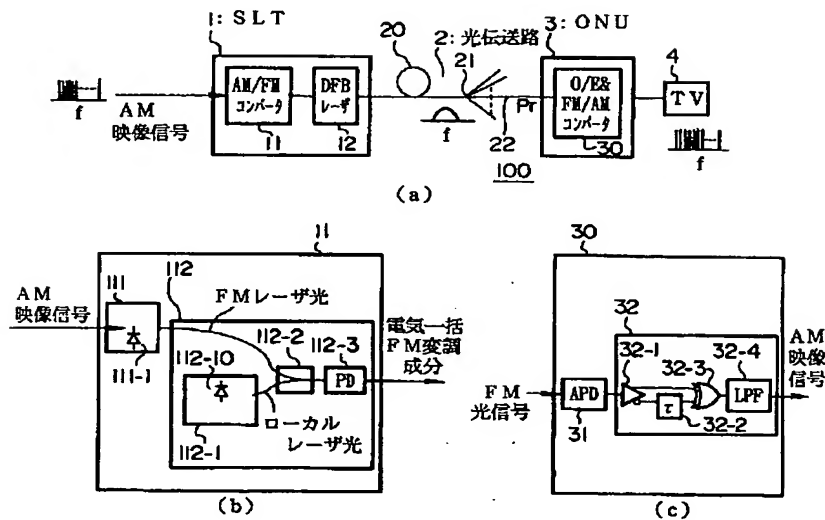 1: SLT
20
2: 光伝送路
21
3: ONU
4
AM/FM
コンバータ
DFB
レーザ
O/E&
FM/AM
コンバータ
TV
11
12
f
Pr
22
30
f
f
AM
映像信号
100
(a)
11
AM
映像信号
111
112
FMレーザ光
112-2
112-3
電気一括
FM変調
成分
111-1
112-10
PD
112-1
ローカル
レーザ光
(b)
30
FM
光信号
APD
31
32
32-1
32-3
32-4
AM
映像
信号
LPF
τ
32-2
(c)